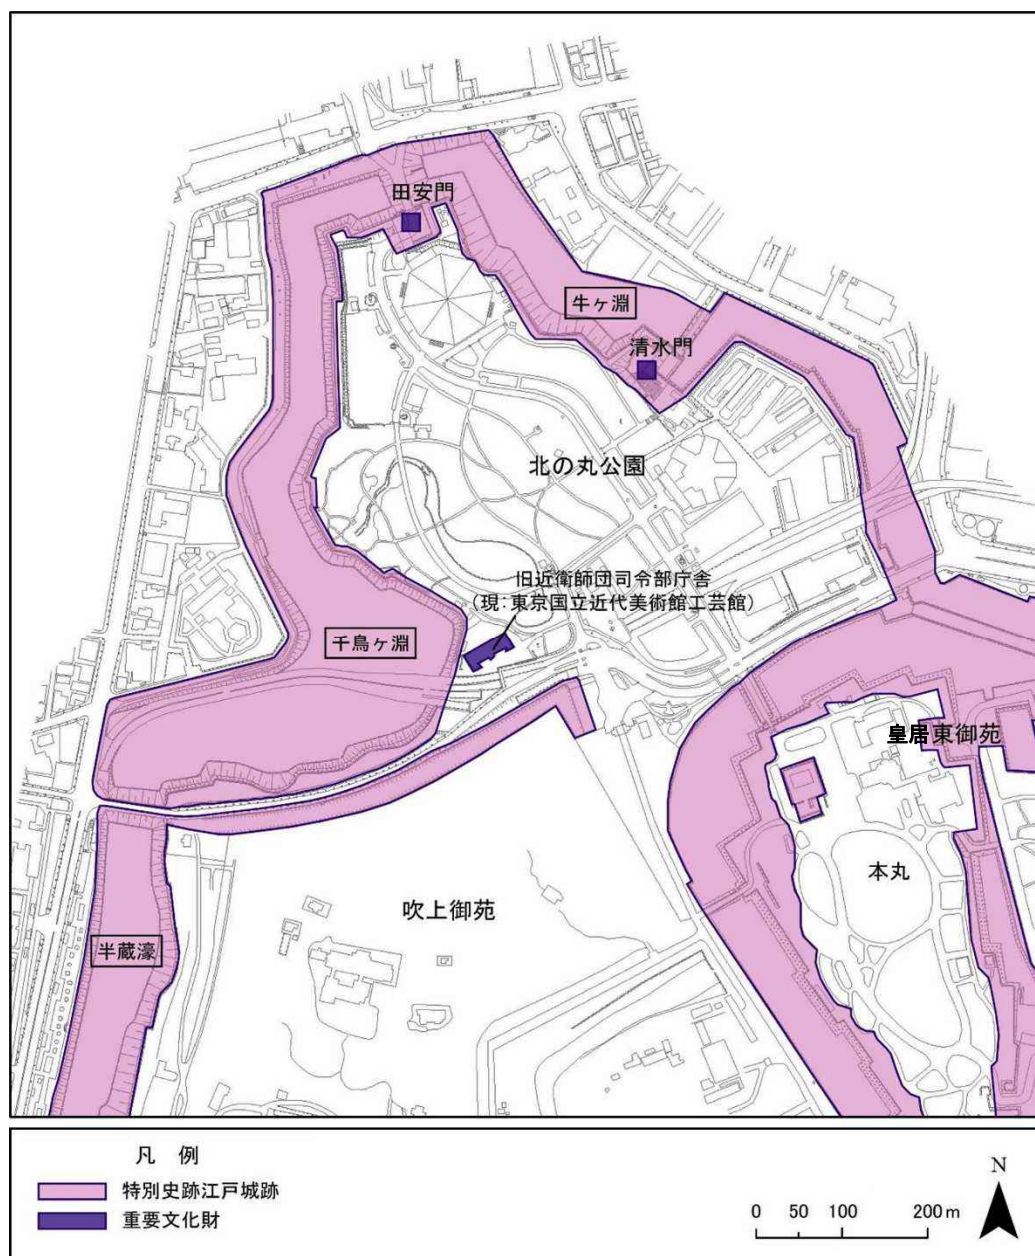 田安門
牛ヶ淵
清水門
北の丸公園
旧近衛師団司令部庁舎
（現：東京国立近代美術館工芸館）
千鳥ヶ淵
皇居東御苑
本丸
吹上御苑
半蔵濠
凡 例
特別史跡江戸城跡
重要文化財
0 50 100 200m
N